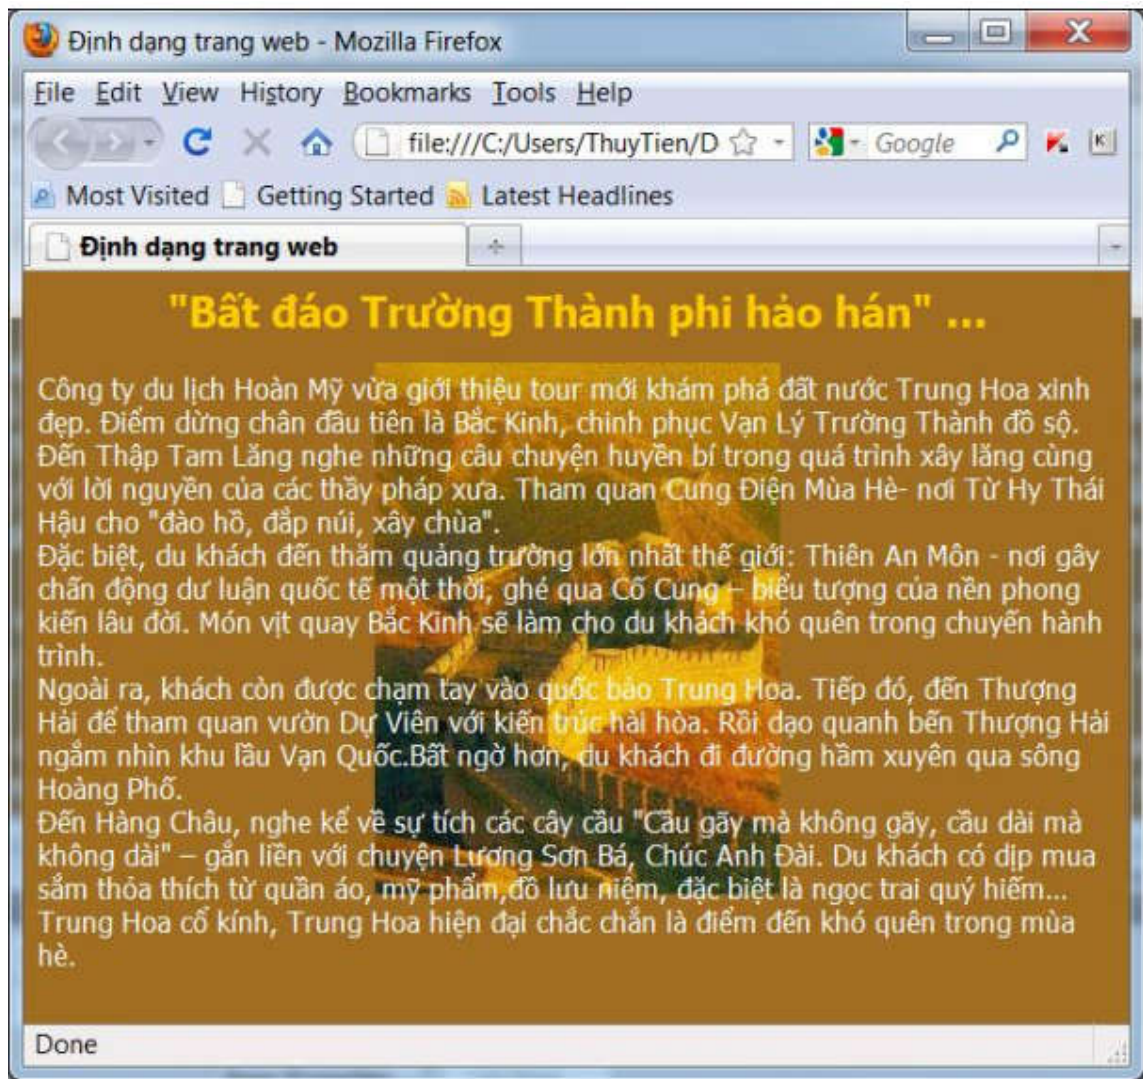 Định dạng trang web - Mozilla Firefox
File Edit View History Bookmarks Tools Help
file:///C:/Users/ThuyTien/D Google K
Most Visited Getting Started Latest Headlines
Định dạng trang web
"Bất đáo Trường Thành phi hảo hán" ...
Công ty du lịch Hoàn Mỹ vừa giới thiệu tour mới khám phá đất nước Trung Hoa xinh
đẹp. Điểm dừng chân đầu tiên là Bắc Kinh, chinh phục Vạn Lý Trường Thành đồ sộ.
Đến Thập Tam Lăng nghe những câu chuyện huyền bí trong quá trình xây lăng cùng
với lời nguyền của các thầy pháp xưa. Tham quan Cung Điện Mùa Hè- nơi Từ Hy Thái
Hậu cho "đào hồ, đắp núi, xây chùa".
Đặc biệt, du khách đến thăm quảng trường lớn nhất thế giới: Thiên An Môn - nơi gây
chấn động dư luận quốc tế một thời, ghé qua Cố Cung – biểu tượng của nền phong
kiến lâu đời. Món vịt quay Bắc Kinh sẽ làm cho du khách khó quên trong chuyến hành
trình.
Ngoài ra, khách còn được chạm tay vào quốc bảo Trung Hoa. Tiếp đó, đến Thượng
Hải để tham quan vườn Dự Viên với kiến trúc hài hòa. Rồi dạo quanh bến Thượng Hải
ngắm nhìn khu lầu Vạn Quốc.Bất ngờ hơn, du khách đi đường hầm xuyên qua sông
Hoàng Phố.
Đến Hàng Châu, nghe kể về sự tích các cây cầu "Cầu gãy mà không gãy, cầu dài mà
không dài" – gắn liền với chuyện Lương Sơn Bá, Chúc Anh Đài. Du khách có dịp mua
sắm thỏa thích từ quần áo, mỹ phẩm,đồ lưu niệm, đặc biệt là ngọc trai quý hiếm...
Trung Hoa cổ kính, Trung Hoa hiện đại chắc chắn là điểm đến khó quên trong mùa
hè.
Done